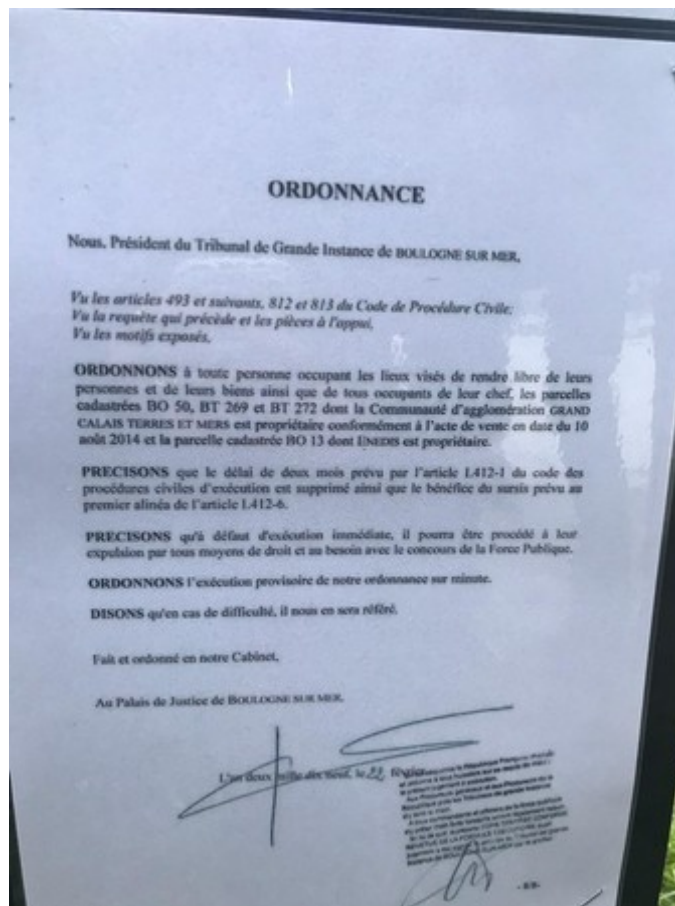 ORDONNANCE
Nous, Président du Tribunal de Grande Instance de BOULOGNE SUR MER,
Vu les articles 493 et suivants, 812 et 813 du Code de Procédure Civile;
Vu la requête qui précède et les pièces à l'appui,
Vu les motifs exposés,
ORDONNONS à toute personne occupant les lieux visés de rendre libre de leurs
personnes et de leurs biens ainsi que de tous occupants de leur chef, les parcelles
cadastrées BO 50, BT 269 et BT 272 dont la Communauté d'agglomération GRAND
CALAIS TERRES ET MERS est propriétaire conformément à l'acte de vente en date du 10
août 2014 et la parcelle cadastrée BO 13 dont ENEDIS est propriétaire.
PRECISONS que le délai de deux mois prévu par l'article L412-1 du code des
procédures civiles d'exécution est supprimé ainsi que le bénéfice du sursis prévu au
premier alinéa de l'article L412-6.
PRECISONS qu'à défaut d'exécution immédiate, il pourra être procédé à leur
expulsion par tous moyens de droit et au besoin avec le concours de la Force Publique.
ORDONNONS l'exécution provisoire de notre ordonnance sur minute.
DISONS qu'en cas de difficulté, il nous en sera référé.
Fait et ordonné en notre Cabinet,
Au Palais de Justice de BOULOGNE SUR MER,
L'an deux mille dix neuf, le 22 février